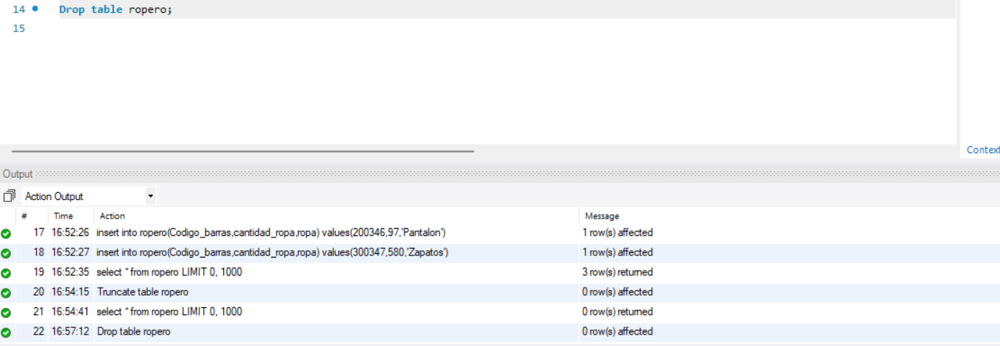 14 Drop table ropero;
15
Context
Output
Action Output
# Time Action Message
17 16:52:26 insert into ropero(Codigo_barras,cantidad_ropa,ropa) values(200346,97,'Pantalon') 1 row(s) affected
18 16:52:27 insert into ropero(Codigo_barras,cantidad_ropa,ropa) values(300347,580,'Zapatos') 1 row(s) affected
19 16:52:35 select * from ropero LIMIT 0, 1000 3 row(s) returned
20 16:54:15 Truncate table ropero 0 row(s) affected
21 16:54:41 select * from ropero LIMIT 0, 1000 0 row(s) returned
22 16:57:12 Drop table ropero 0 row(s) affected